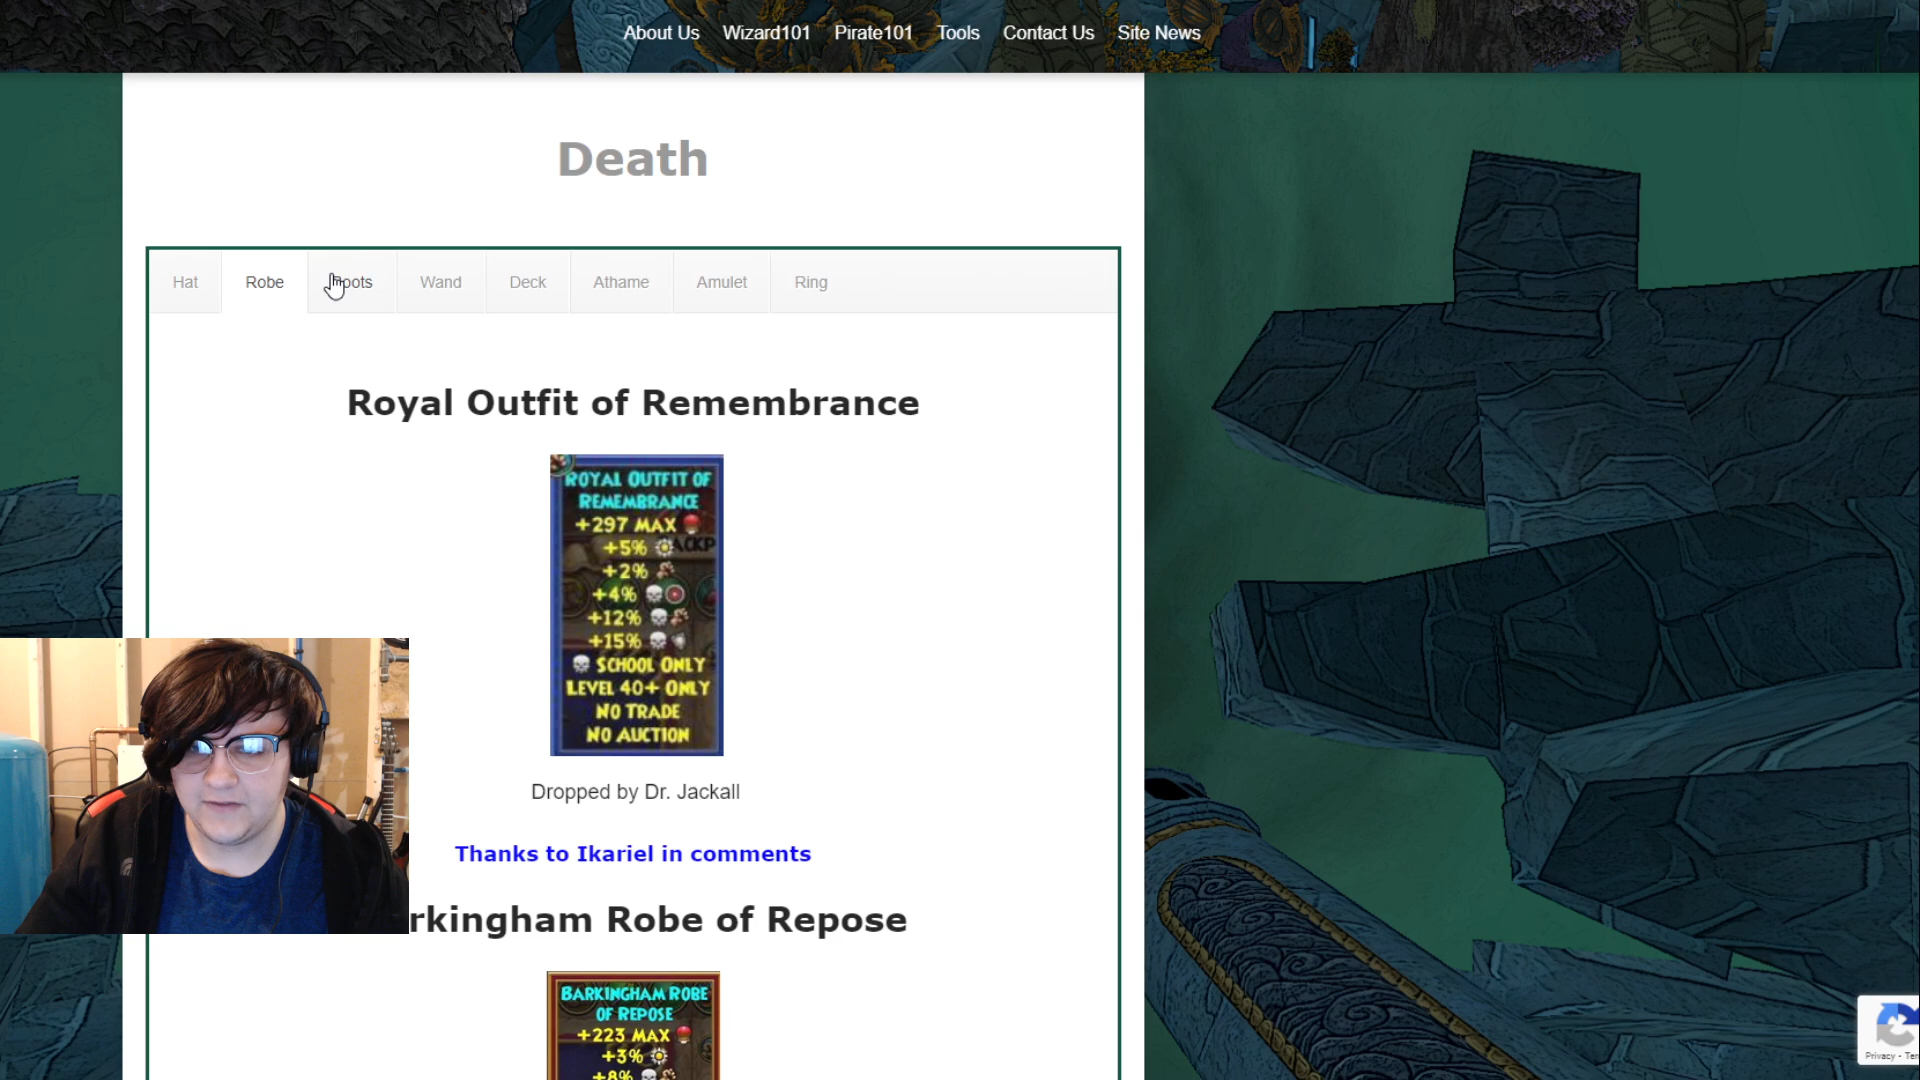 About Us Wizard101 Pirate101 Tools Contact Us Site News
Death
Hat Robe Boots Wand Deck Athame Amulet Ring
Royal Outfit of Remembrance
ROYAL OUTFIT OF
REMEMBRANCE
+297 MAX
+5%
+2%
+4%
+12%
+15%
SCHOOL ONLY
LEVEL 40+ ONLY
NO TRADE
NO AUCTION
Dropped by Dr. Jackall
Thanks to Ikariel in comments
rkingham Robe of Repose
BARKINGHAM ROBE
OF REPOSE
+223 MAX
+3%
+8%
Privacy - Ter